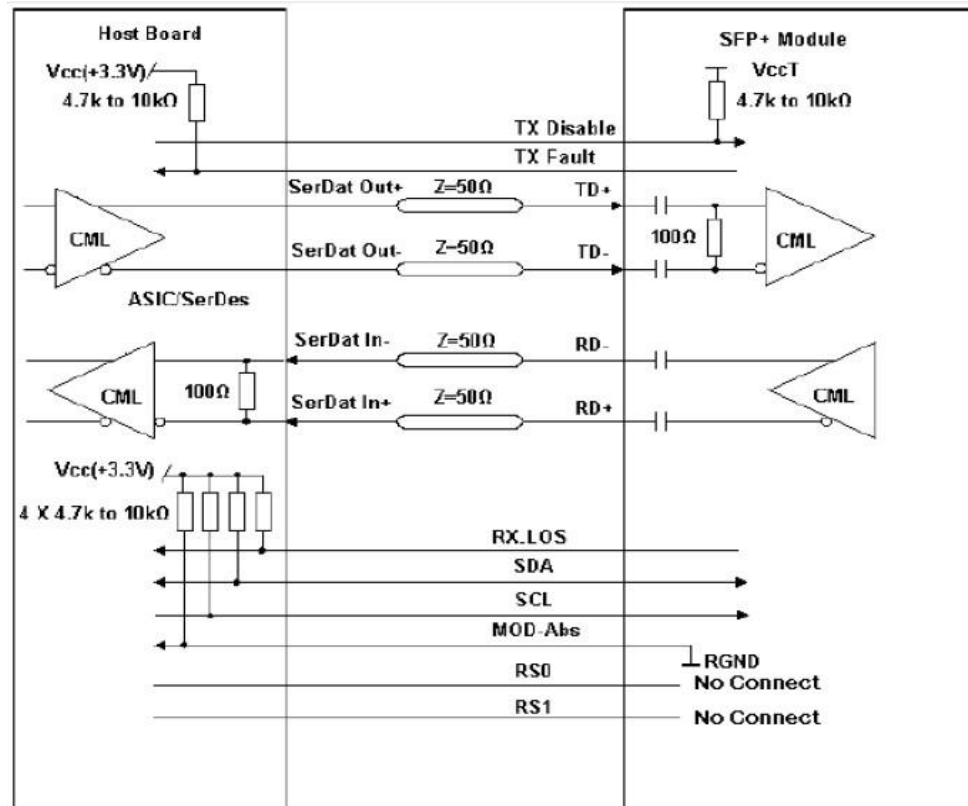 Host Board
SFP+ Module
Vcc(+3.3V)
4.7k to 10kΩ
VccT
4.7k to 10kΩ
TX Disable
TX Fault
SerDat Out+
Z=50Ω
TD+
CML
100Ω
CML
SerDat Out-
Z=50Ω
TD-
ASIC/SerDes
SerDat In-
Z=50Ω
RD-
CML
100Ω
SerDat In+
Z=50Ω
RD+
CML
Vcc(+3.3V)
4 X 4.7k to 10kΩ
RX_LOS
SDA
SCL
MOD-Abs
RGND
RS0
No Connect
RS1
No Connect